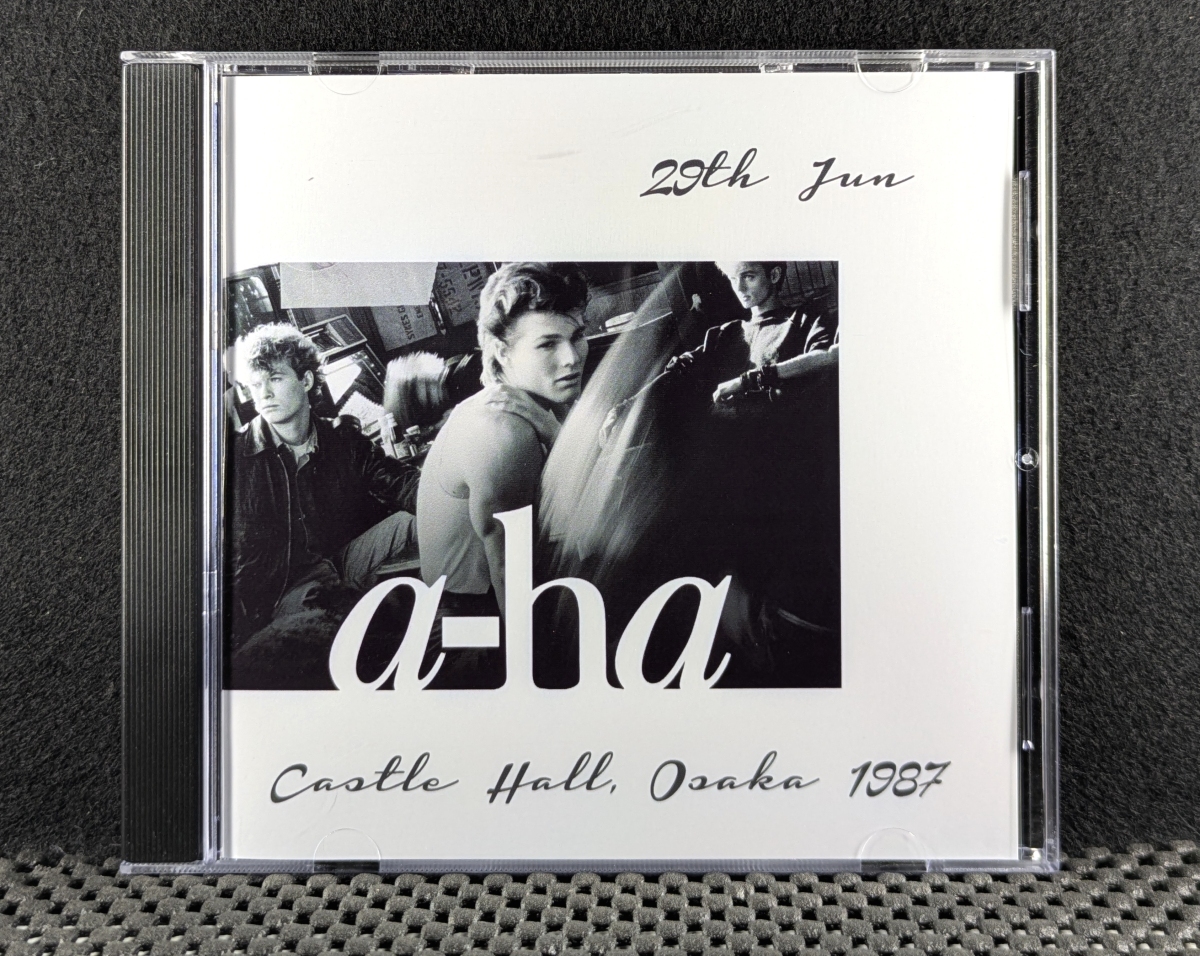 29th Jun
a-ha
Castle Hall, Osaka 1987